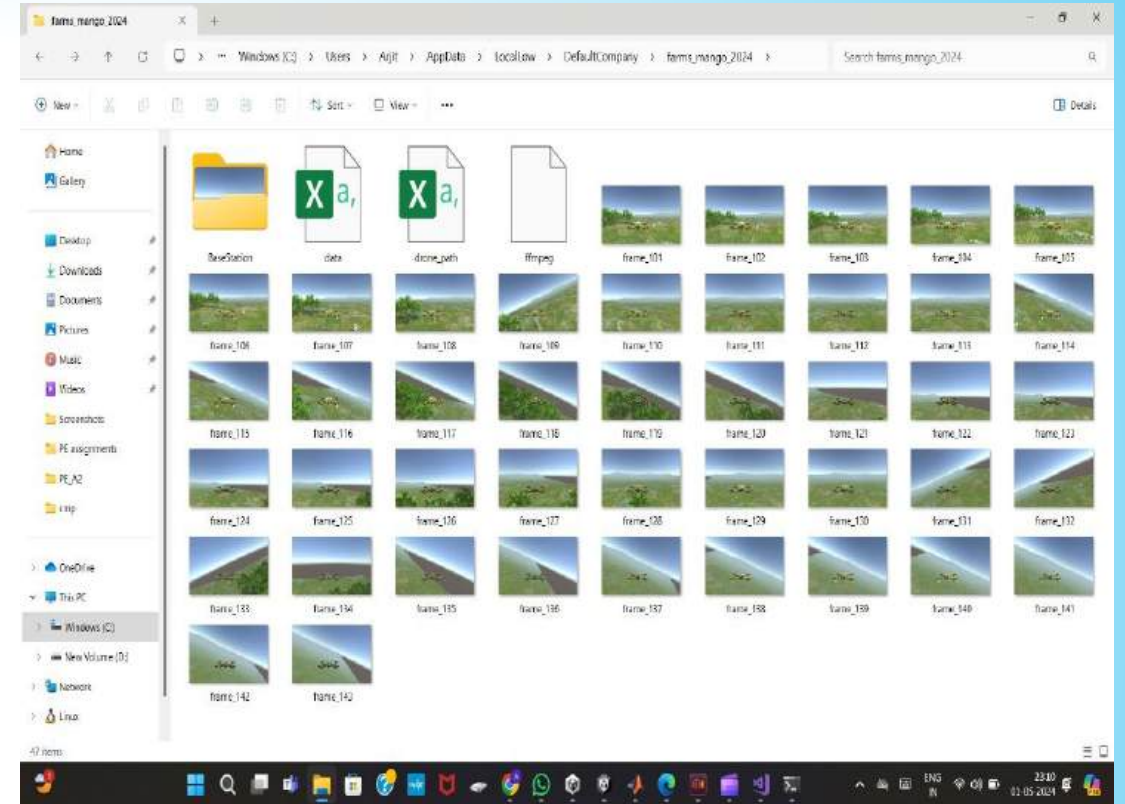 farms_mango_2024
Windows (C:) > Users > Arjit > AppData > LocalLow > DefaultCompany > farms_mango_2024 >
Search farms_mango_2024
New
Sort
View
Details
Home
Gallery
Desktop
Downloads
Documents
Pictures
Music
Videos
Screenshots
PE assignments
PE_A2
OneDrive
This PC
Windows (C:)
New Volume (D:)
Network
Linux
BaseStation data drone_path ffmpeg frame_101 frame_102 frame_103 frame_104 frame_105
frame_106 frame_107 frame_108 frame_109 frame_110 frame_111 frame_112 frame_113 frame_114
frame_115 frame_116 frame_117 frame_118 frame_119 frame_120 frame_121 frame_122 frame_123
frame_124 frame_125 frame_126 frame_127 frame_128 frame_129 frame_130 frame_131 frame_132
frame_133 frame_134 frame_135 frame_136 frame_137 frame_138 frame_139 frame_140 frame_141
frame_142 frame_143
47 items
ENG
IN
23:10
01-05-2024